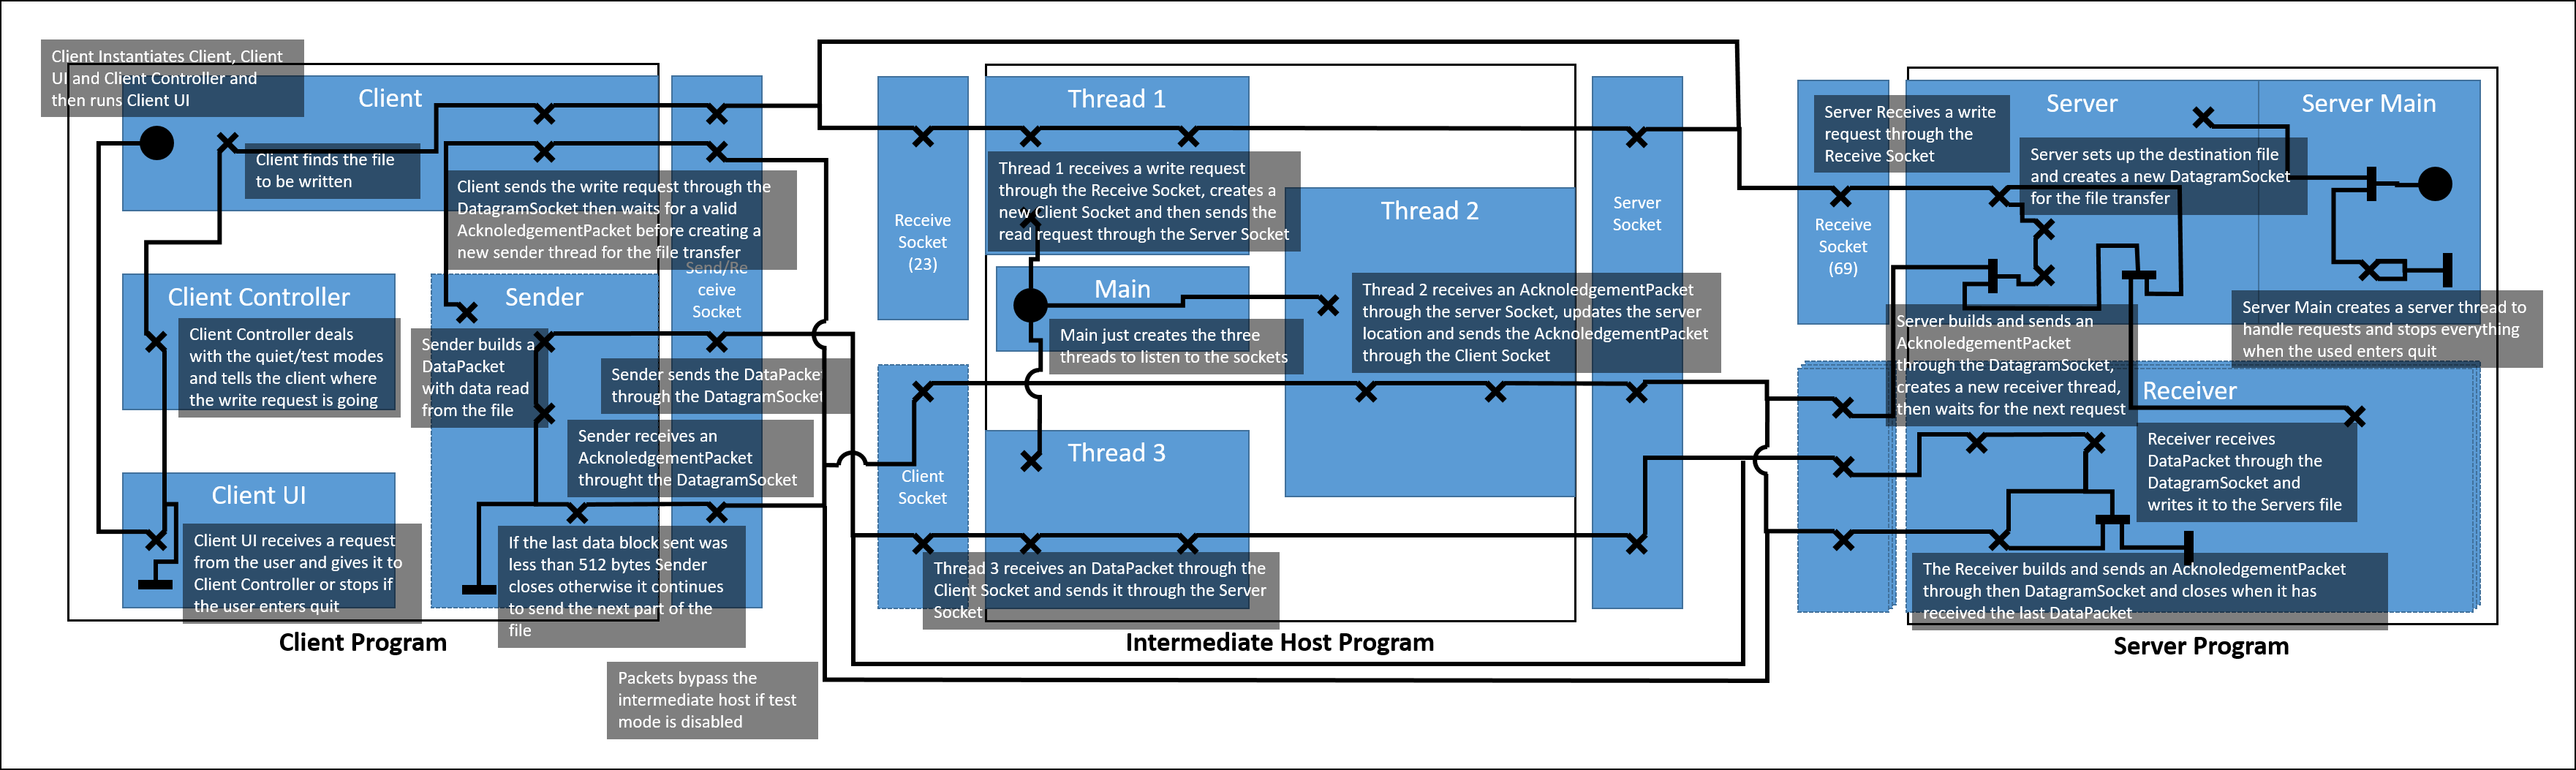 Client Instantiates Client, Client
UI and Client Controller and
then runs Client UI
Client
Client finds the file
to be written
Client sends the write request through the
DatagramSocket then waits for a valid
AcknoledgementPacket before creating a
new sender thread for the file transfer
Send/Re
ceive
Socket
Client Controller
Client Controller deals
with the quiet/test modes
and tells the client where
the write request is going
Sender
Sender builds a
DataPacket
with data read
from the file
Sender sends the DataPacket
through the DatagramSocket
Sender receives an
AcknoledgementPacket
throught the DatagramSocket
Client UI
Client UI receives a request
from the user and gives it to
Client Controller or stops if
the user enters quit
If the last data block sent was
less than 512 bytes Sender
closes otherwise it continues
to send the next part of the
file
Client Program
Packets bypass the
intermediate host if test
mode is disabled
Receive
Socket
(23)
Client
Socket
Thread 1
Thread 1 receives a write request
through the Receive Socket, creates a
new Client Socket and then sends the
read request through the Server Socket
Main
Main just creates the three
threads to listen to the sockets
Thread 2
Thread 2 receives an AcknoledgementPacket
through the server Socket, updates the server
location and sends the AcknoledgementPacket
through the Client Socket
Thread 3
Thread 3 receives an DataPacket through the
Client Socket and sends it through the Server
Socket
Server
Socket
Intermediate Host Program
Server Receives a write
request through the
Receive Socket
Receive
Socket
(69)
Server
Server sets up the destination file
and creates a new DatagramSocket
for the file transfer
Server Main
Server Main creates a server thread to
handle requests and stops everything
when the used enters quit
Server builds and sends an
AcknoledgementPacket
through the DatagramSocket,
creates a new receiver thread,
then waits for the next request
Receiver
Receiver receives
DataPacket through the
DatagramSocket and
writes it to the Servers file
The Receiver builds and sends an AcknoledgementPacket
through then DatagramSocket and closes when it has
received the last DataPacket
Server Program